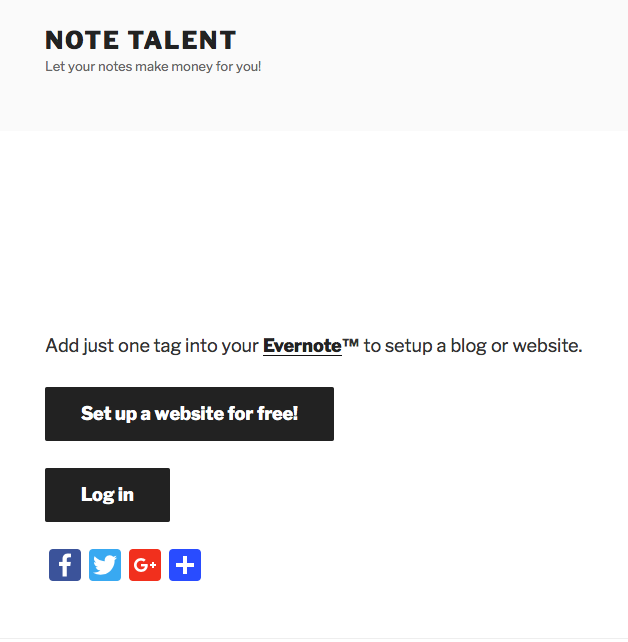 NOTE TALENT
Let your notes make money for you!
Add just one tag into your Evernote™ to setup a blog or website.
Set up a website for free!
Log in